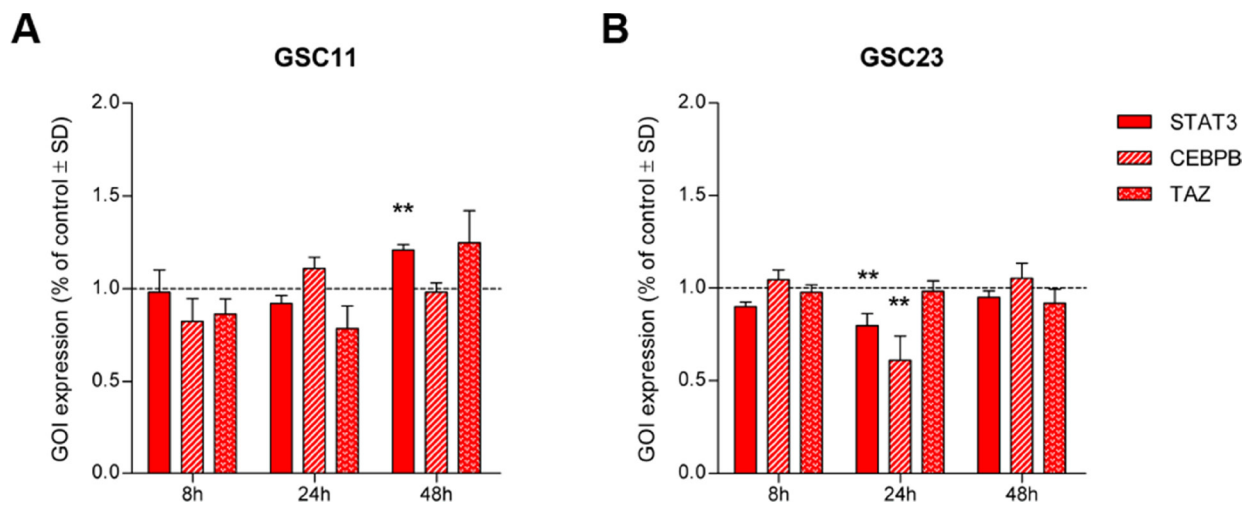 A
GSC11
GOI expression (% of control ± SD)
2.0
1.5
1.0
0.5
0.0
**
8h
24h
48h
B
GSC23
GOI expression (% of control ± SD)
2.0
1.5
1.0
0.5
0.0
**
**
8h
24h
48h
STAT3
CEBPB
TAZ